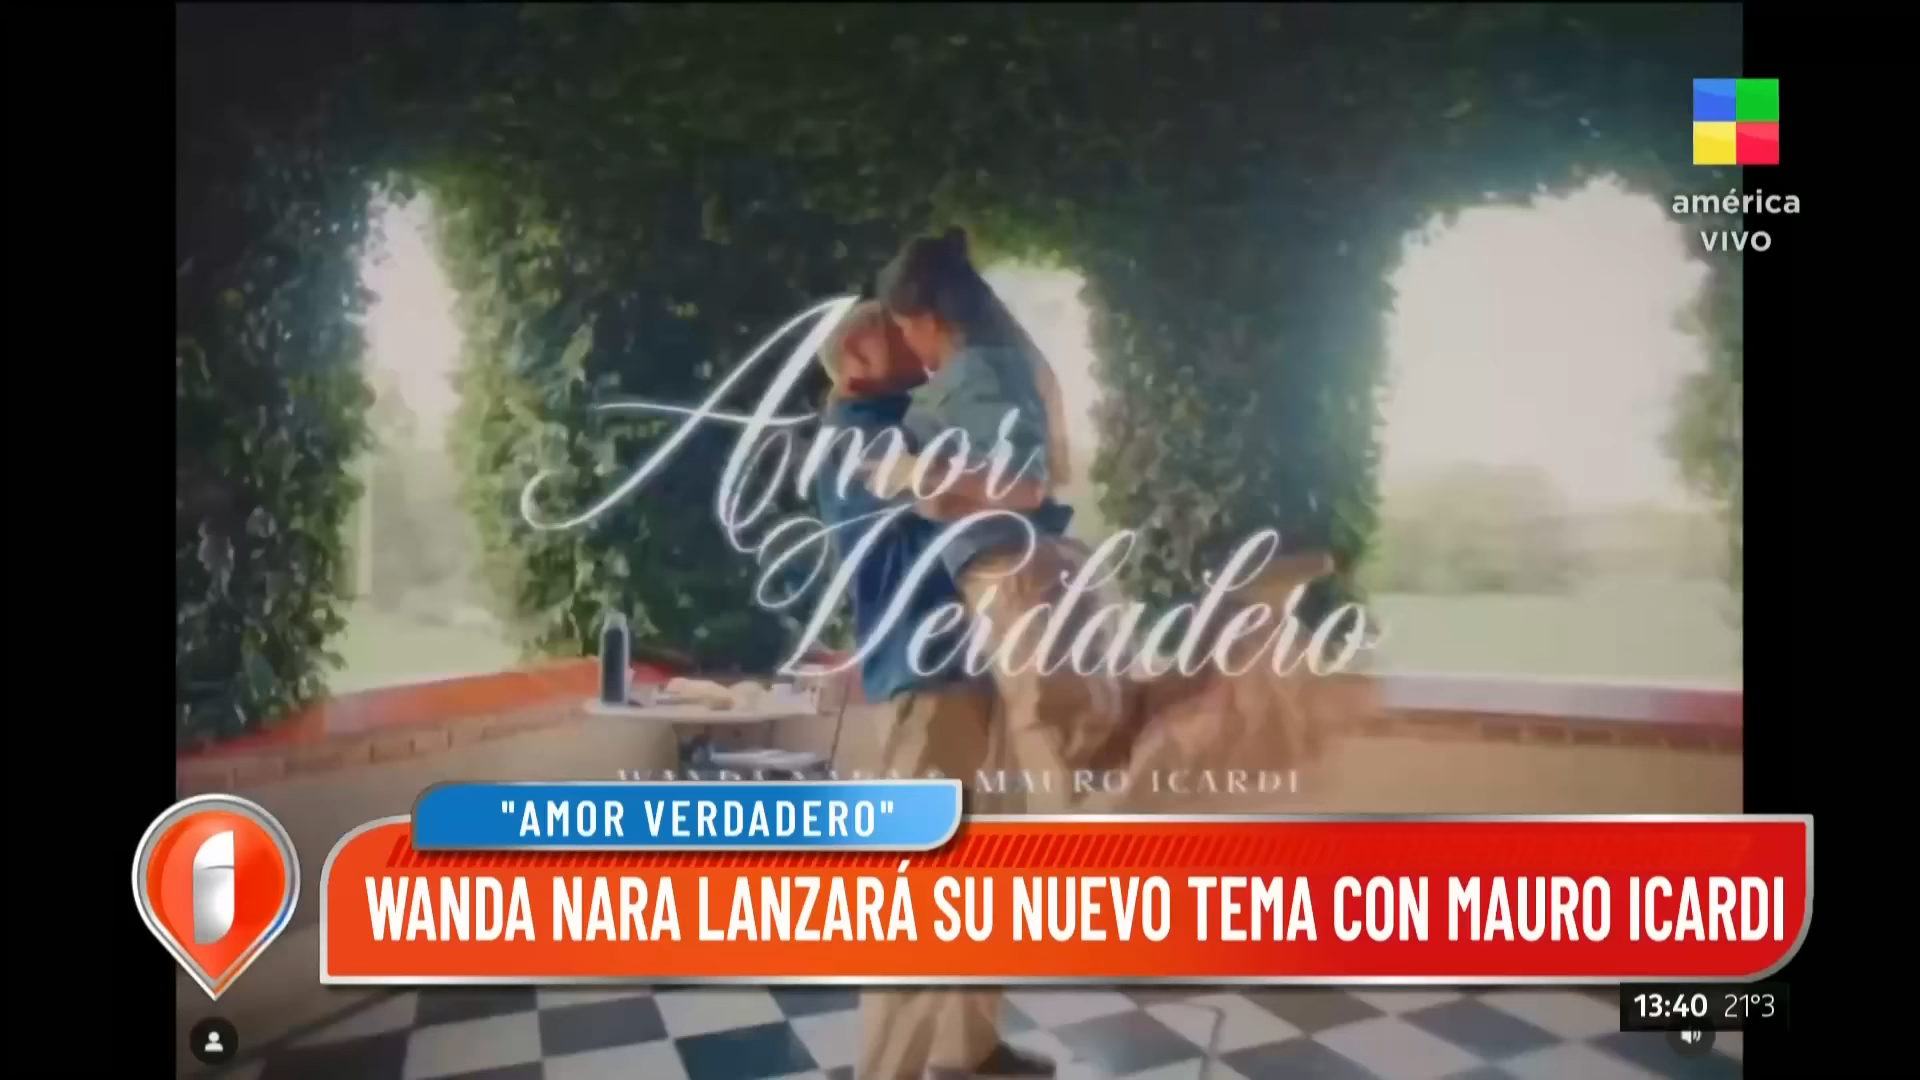 américa
VIVO
Amor
Verdadero
MAURO ICARDI
"AMOR VERDADERO"
WANDA NARA LANZARÁ SU NUEVO TEMA CON MAURO ICARDI
13:40 21°3